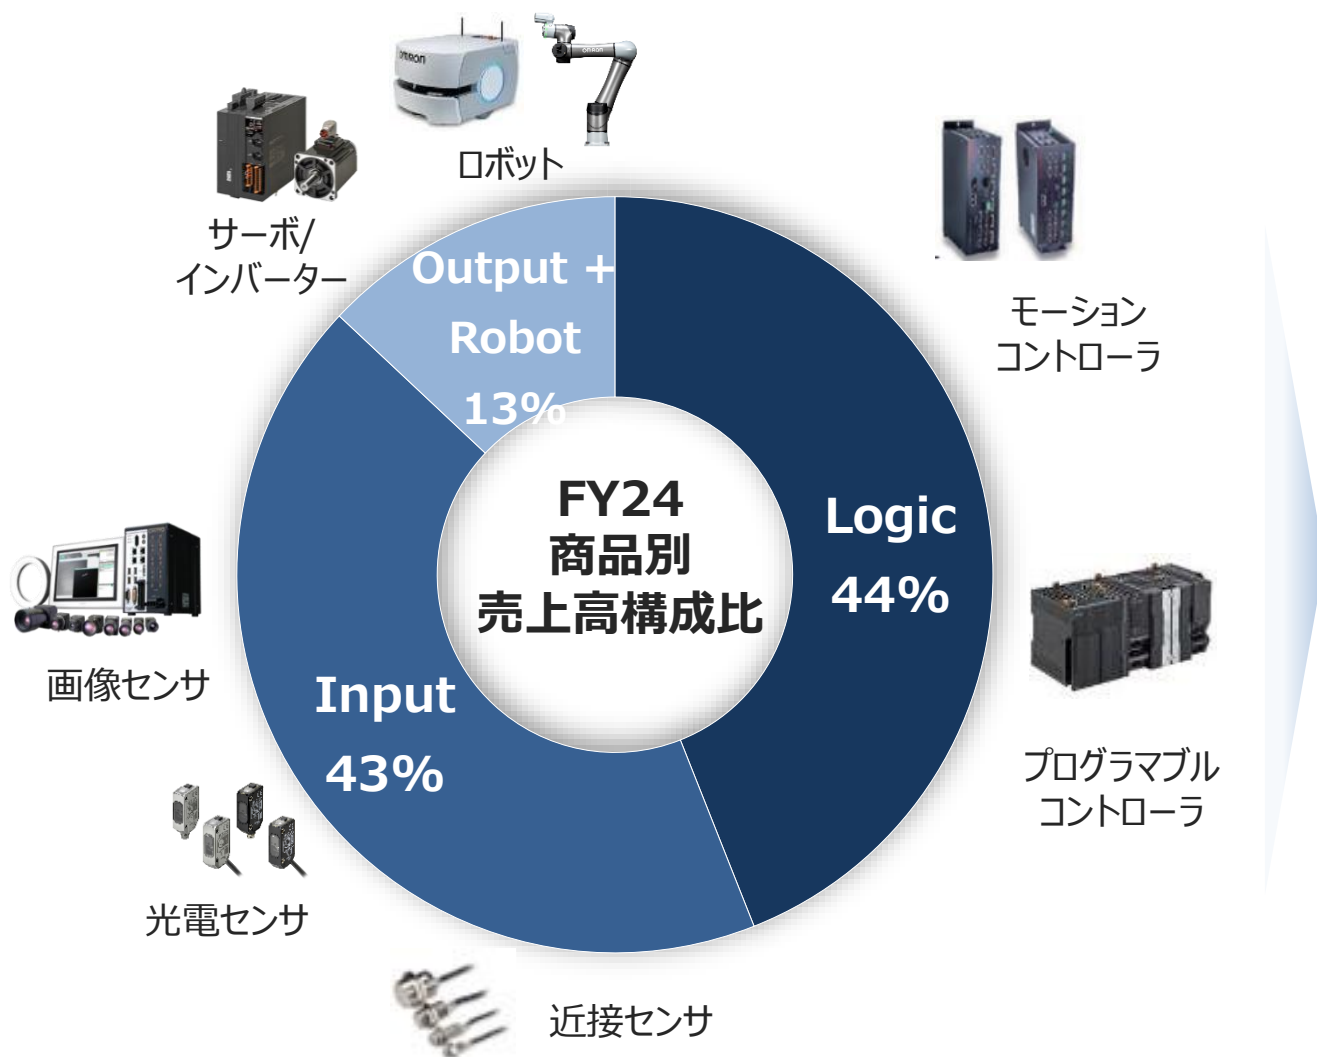 OMRON
OMRON
ロボット
サーボ/
インバーター
モーション
コントローラ
Output +
Robot
13%
FY24
商品別
売上高構成比
Logic
44%
画像センサ
Input
43%
プログラマブル
コントローラ
光電センサ
近接センサ